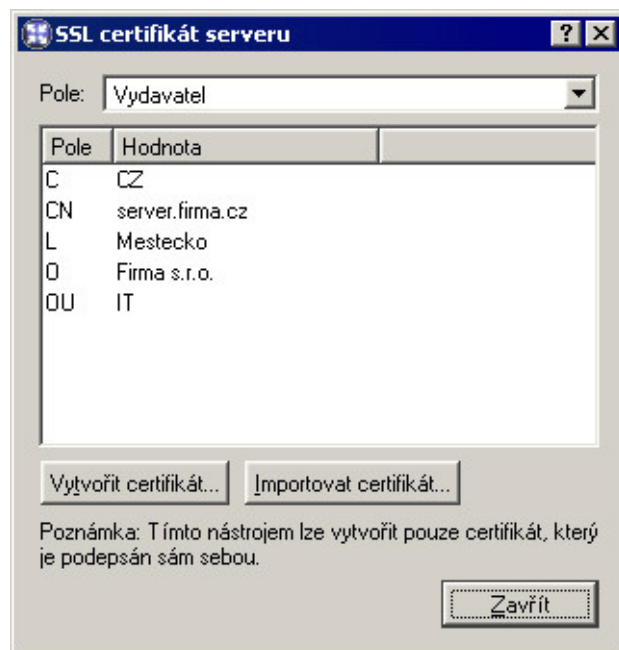 SSL certifikát serveru
Pole: Vydavatel
Pole Hodnota
C CZ
CN server.firma.cz
L Mestecko
O Firma s.r.o.
OU IT
Vytvořit certifikát... Importovat certifikát...
Poznámka: Tímto nástrojem lze vytvořit pouze certifikát, který
je podepsán sám sebou.
Zavřít